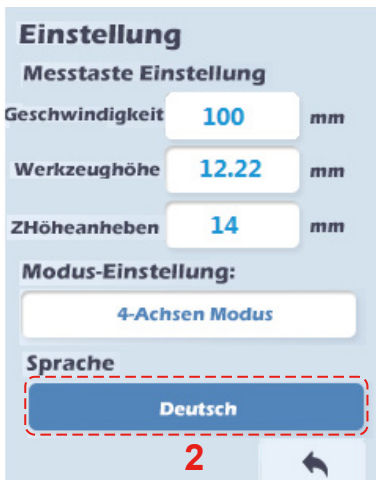 Einstellung
Messtaste Einstellung
Geschwindigkeit 100 mm
Werkzeughöhe 12.22 mm
ZHöheanheben 14 mm
Modus-Einstellung:
4-Achsen Modus
Sprache
Deutsch
2